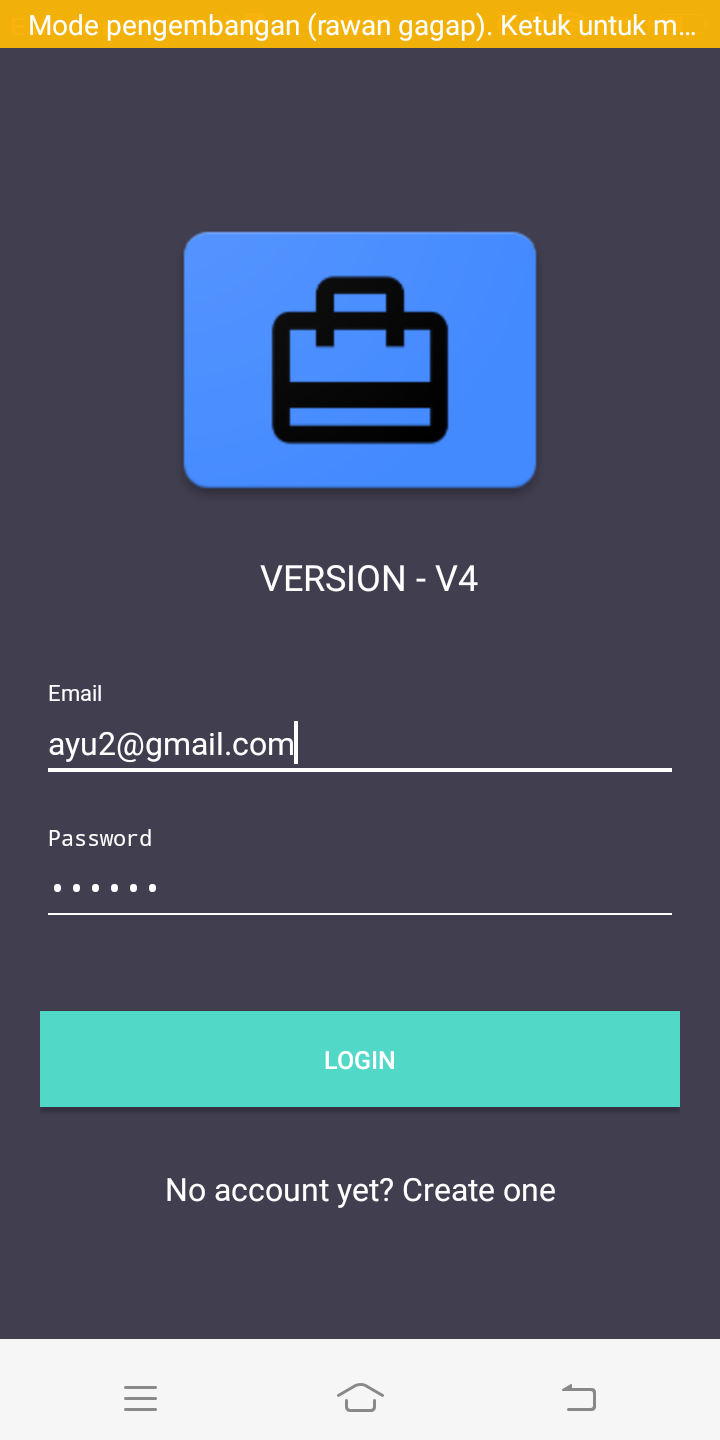 Mode pengembangan (rawan gagap). Ketuk untuk m...
VERSION - V4
Email
ayu2@gmail.com
Password
••••••
LOGIN
No account yet? Create one